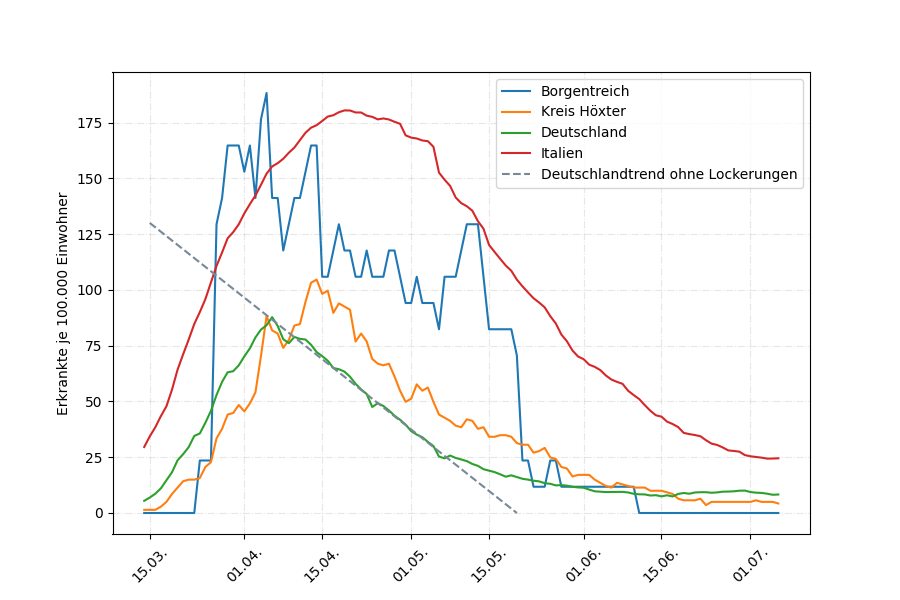 Erkrankte je 100.000 Einwohner
175
150
125
100
75
50
25
0
Borgentreich
Kreis Höxter
Deutschland
Italien
Deutschlandtrend ohne Lockerungen
15.03.
01.04.
15.04.
01.05.
15.05.
01.06.
15.06.
01.07.